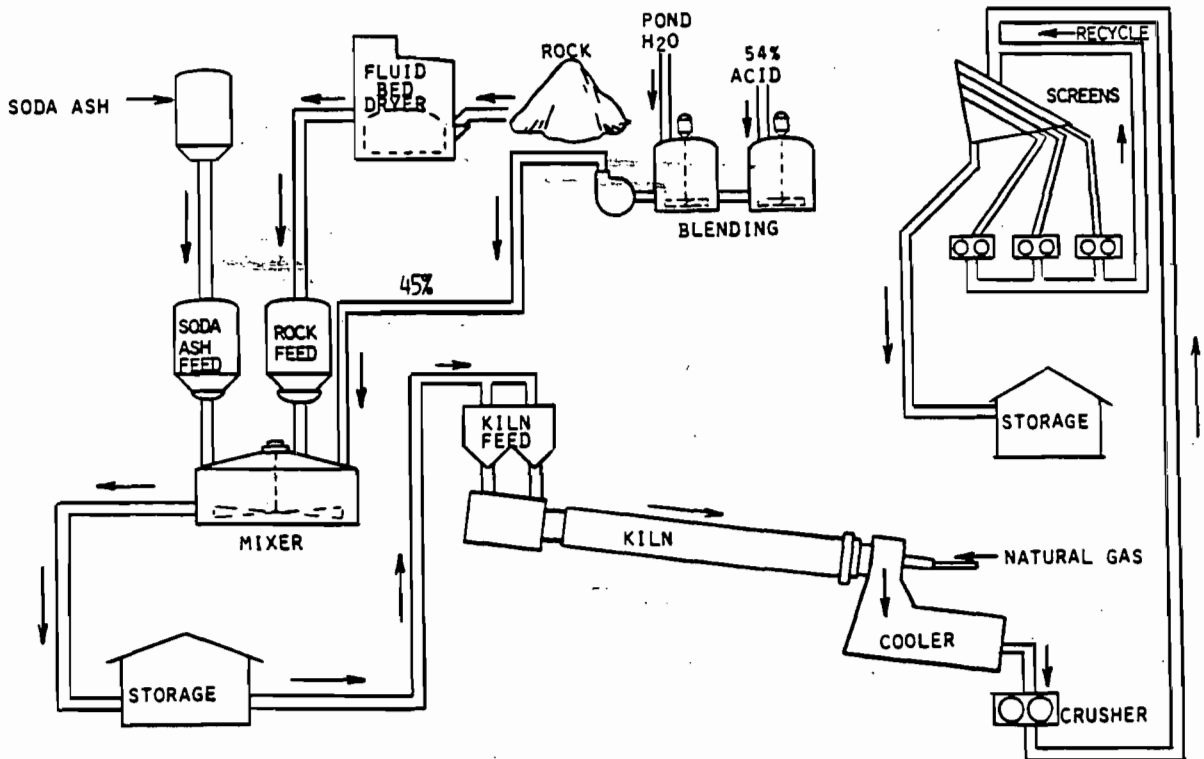 POND
H2O
54%
ACID
ROCK
RECYCLE
FLUID
BED
DRYER
SODA ASH
SCREENS
BLENDING
45%
SODA
ASH
FEED
ROCK
FEED
KILN
FEED
STORAGE
MIXER
KILN
NATURAL GAS
COOLER
STORAGE
CRUSHER